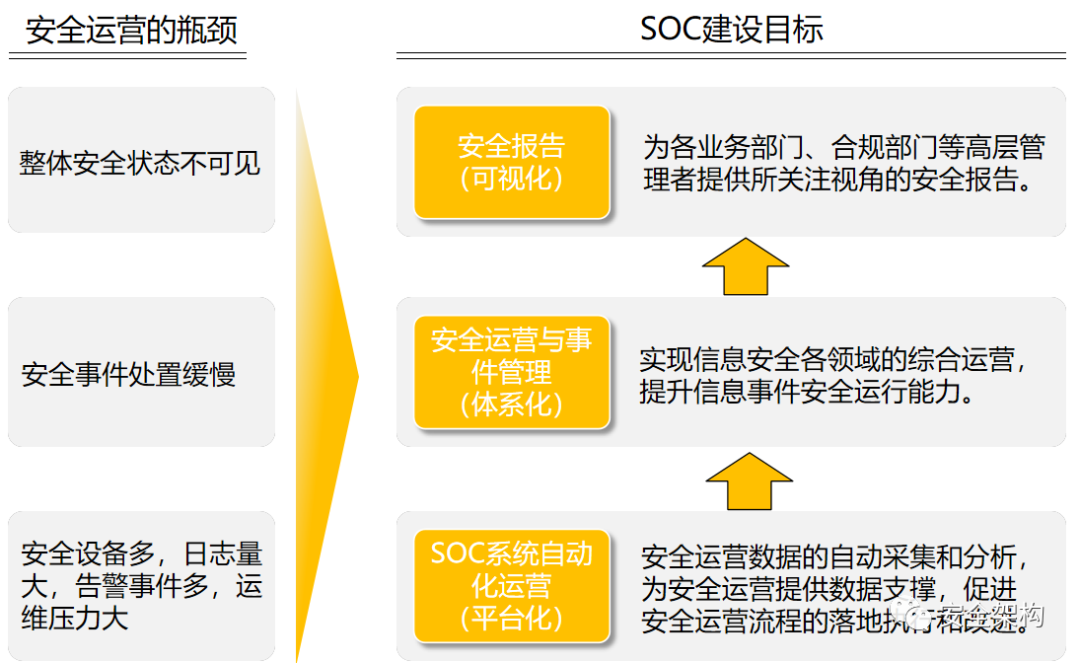 安全运营的瓶颈
SOC建设目标
整体安全状态不可见
安全报告
（可视化）
为各业务部门、合规部门等高层管
理者提供所关注视角的安全报告。
安全事件处置缓慢
安全运营与事
件管理
（体系化）
实现信息安全各领域的综合运营，
提升信息事件安全运行能力。
安全设备多，日志量
大，告警事件多，运
维压力大
SOC系统自动
化运营
（平台化）
安全运营数据的自动采集和分析，
为安全运营提供数据支撑，促进
安全运营流程的落地执行和改进。
安全架构